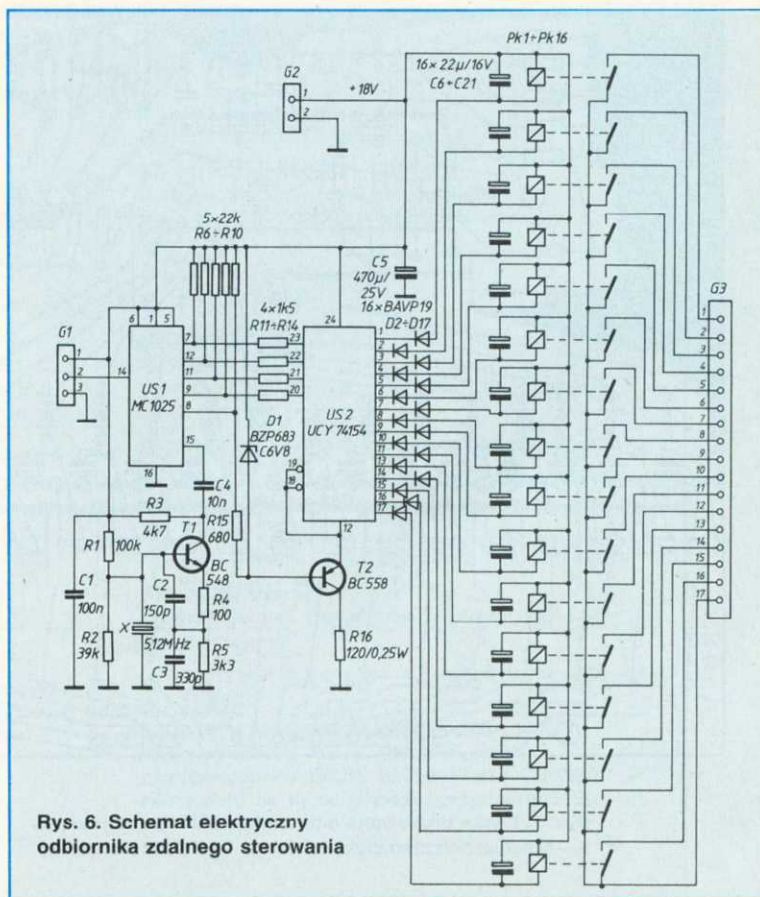 Pk1÷Pk16
16×22µ/16V
C6÷C21
G2
1
2
+18V
5×22k
R6÷R10
C5
470µ/
25V
4×1k5
R11÷R14
16×BAVP19
D2÷D17
G3
G1
1
2
3
6
1
5
14
7
12
11
9
8
15
16
US1
MC1025
23
22
21
20
24
19
18
12
US2
UCY 74154
1
2
3
4
5
6
7
8
9
10
11
13
14
15
16
17
D1
BZP683
C6V8
C4
10n
R15
680
R3
4k7
T1
BC
548
R1
100k
C1
100n
C2
150p
R4
100
T2
BC558
X
5,12MHz
R2
39k
C3
330p
R5
3k3
R16
120/0,25W
1
2
3
4
5
6
7
8
9
10
11
12
13
14
15
16
17
Rys. 6. Schemat elektryczny
odbiornika zdalnego sterowania